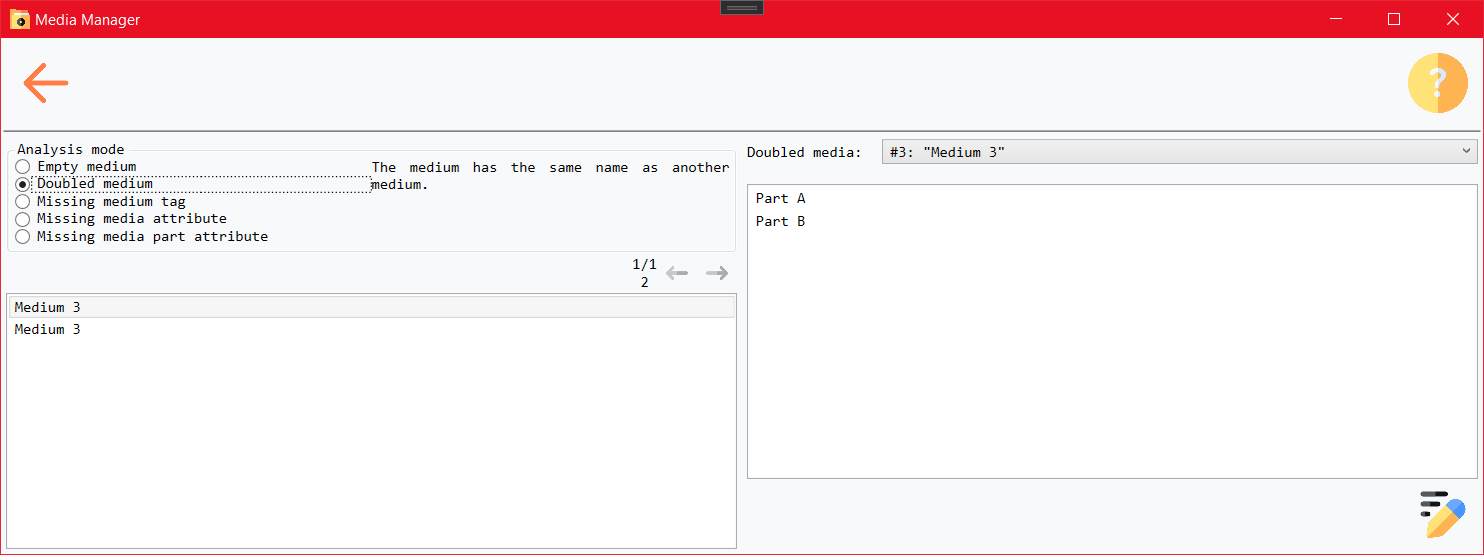 Media Manager
?
Analysis mode
Empty medium
Doubled medium
Missing medium tag
Missing media attribute
Missing media part attribute
The medium has the same name as another
medium.
1/1
2
Medium 3
Medium 3
Doubled media: #3: "Medium 3"
Part A
Part B